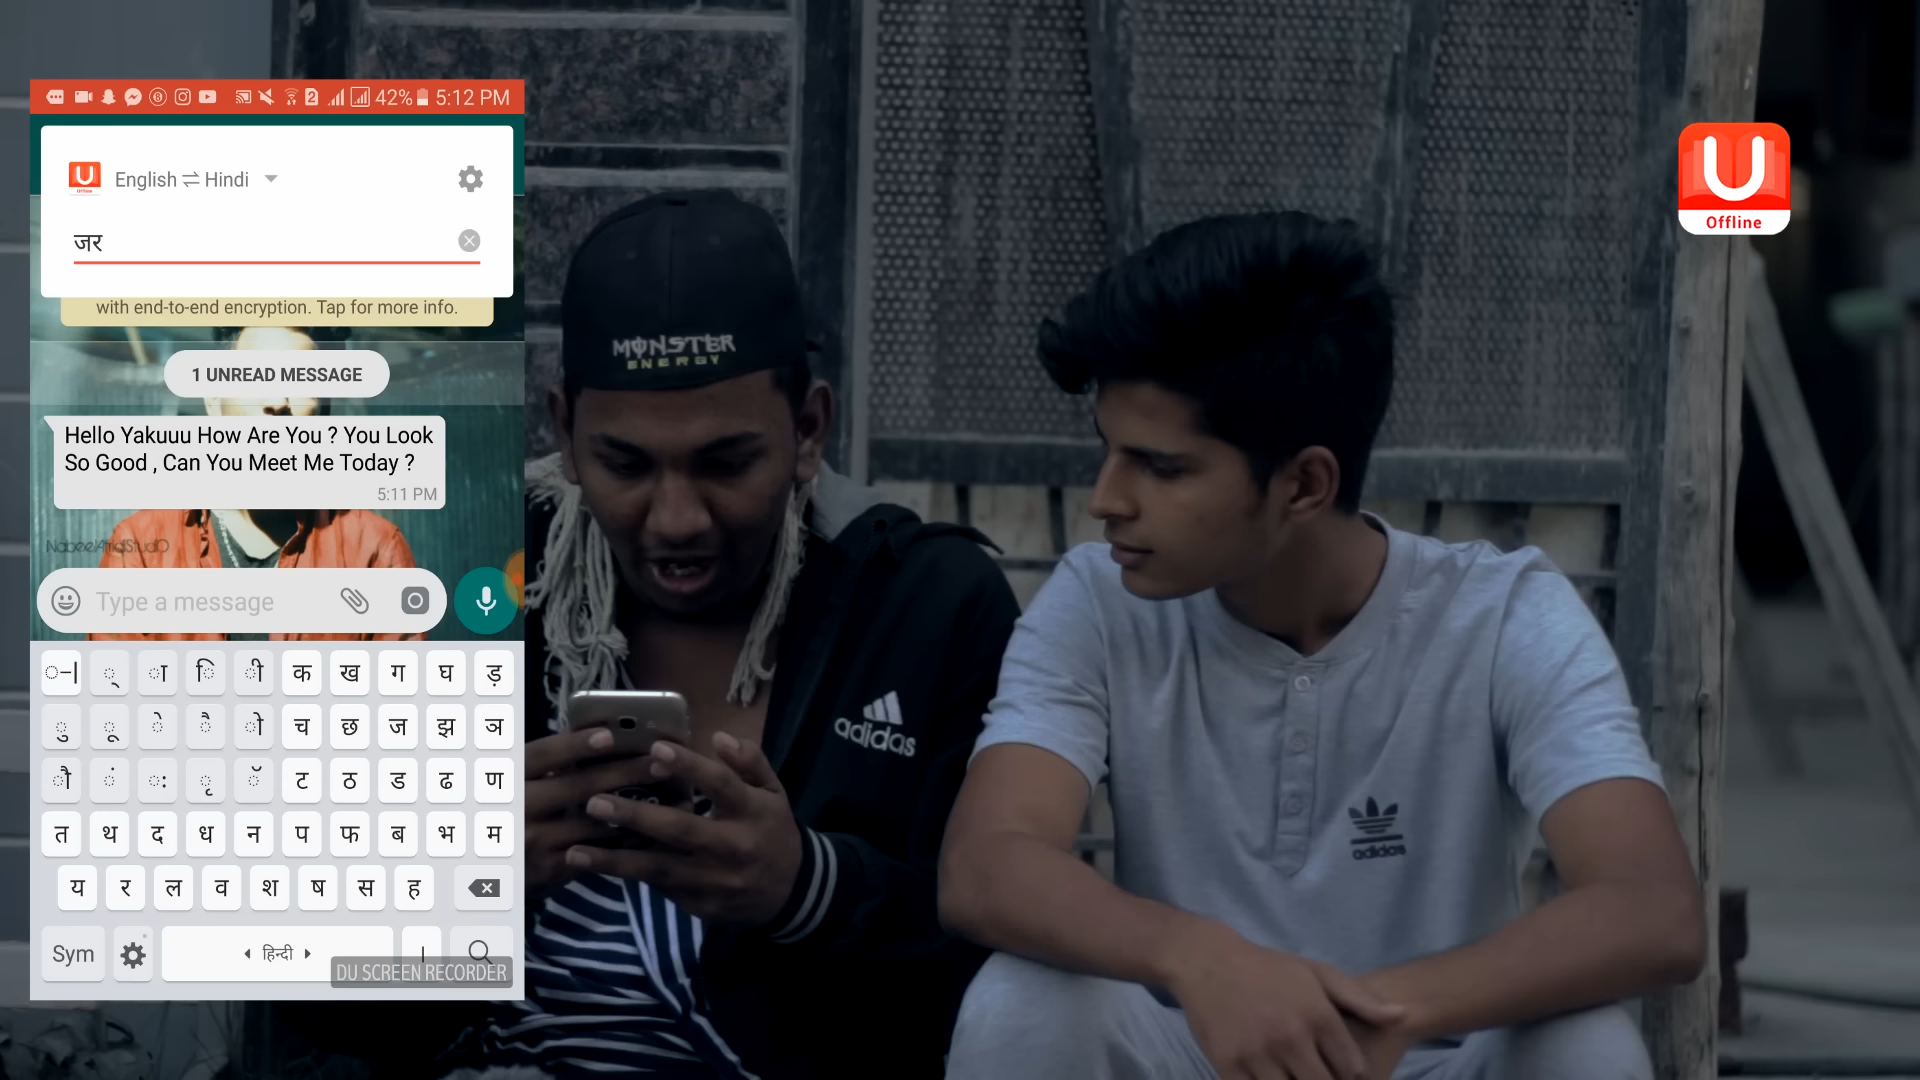 42% 5:12 PM
English ⇌ Hindi
जर
with end-to-end encryption. Tap for more info.
1 UNREAD MESSAGE
Hello Yakuuu How Are You ? You Look
So Good , Can You Meet Me Today ?
5:11 PM
NabeelAfridiStudiO
Type a message
क ख ग घ ड़
च छ ज झ ञ
ट ठ ड ढ ण
त थ द ध न प फ ब भ म
य र ल व श ष स ह
Sym हिन्दी ।
DU SCREEN RECORDER
MONSTER
ENERGY
adidas
adidas
U
Offline